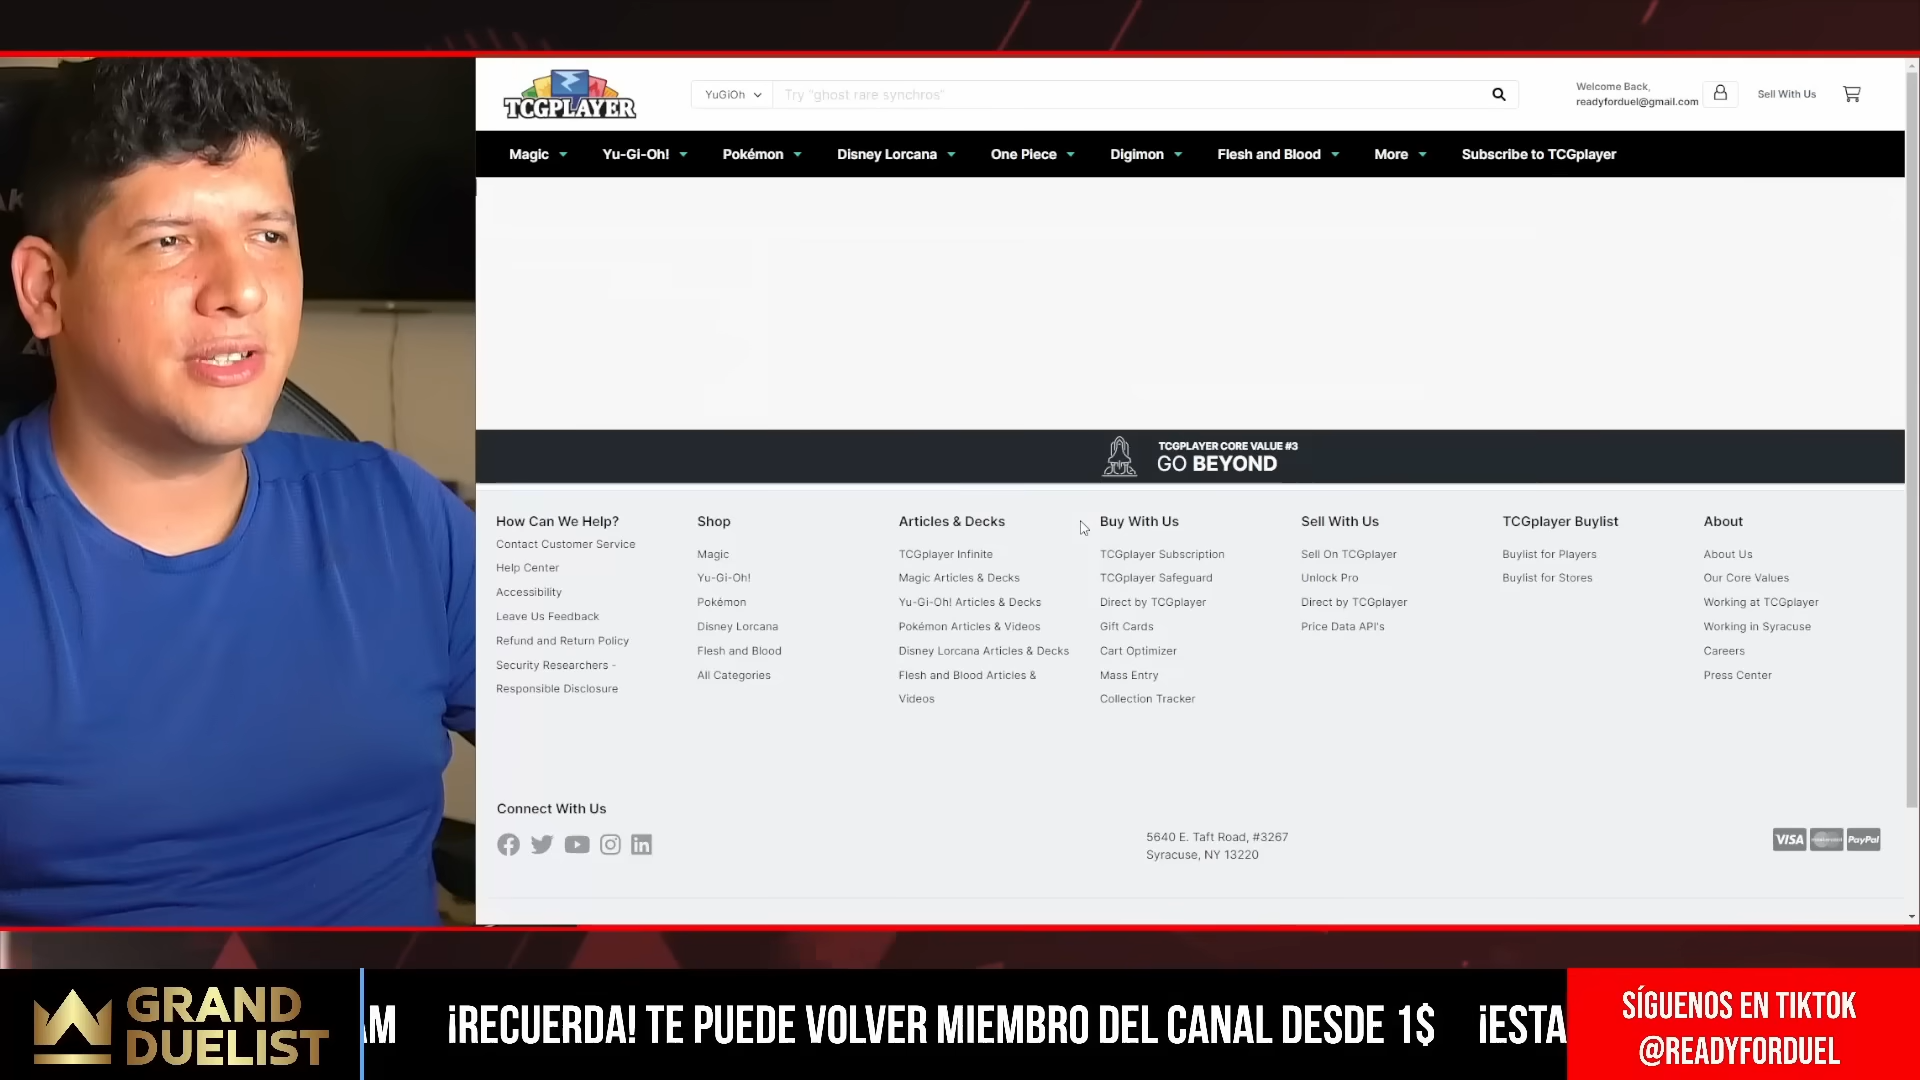 TCGPLAYER
YuGiOh
Try "ghost rare synchros"
Welcome Back,
readyforduel@gmail.com
Sell With Us
Magic
Yu-Gi-Oh!
Pokémon
Disney Lorcana
One Piece
Digimon
Flesh and Blood
More
Subscribe to TCGplayer
TCGPLAYER CORE VALUE #3
GO BEYOND
How Can We Help?
Contact Customer Service
Help Center
Accessibility
Leave Us Feedback
Refund and Return Policy
Security Researchers -
Responsible Disclosure
Shop
Magic
Yu-Gi-Oh!
Pokémon
Disney Lorcana
Flesh and Blood
All Categories
Articles & Decks
TCGplayer Infinite
Magic Articles & Decks
Yu-Gi-Oh! Articles & Decks
Pokémon Articles & Videos
Disney Lorcana Articles & Decks
Flesh and Blood Articles &
Videos
Buy With Us
TCGplayer Subscription
TCGplayer Safeguard
Direct by TCGplayer
Gift Cards
Cart Optimizer
Mass Entry
Collection Tracker
Sell With Us
Sell On TCGplayer
Unlock Pro
Direct by TCGplayer
Price Data API's
TCGplayer Buylist
Buylist for Players
Buylist for Stores
About
About Us
Our Core Values
Working at TCGplayer
Working in Syracuse
Careers
Press Center
Connect With Us
5640 E. Taft Road, #3267
Syracuse, NY 13220
VISA
PayPal
GRAND
DUELIST
AM ¡RECUERDA! TE PUEDE VOLVER MIEMBRO DEL CANAL DESDE 1$ ¡ESTA
SÍGUENOS EN TIKTOK
@READYFORDUEL